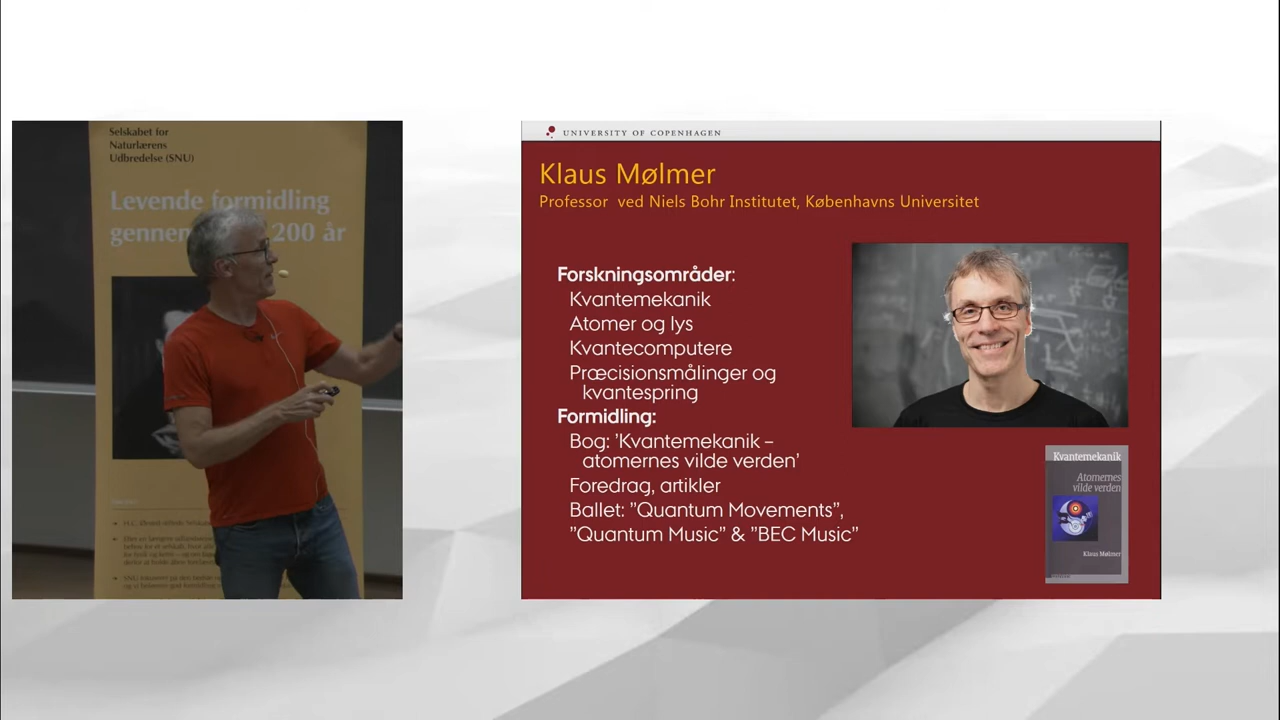 Selskabet for
Naturlærens
Udbredelse (SNU)
Levende formidling
gennem 200 år
UNIVERSITY OF COPENHAGEN
Klaus Mølmer
Professor ved Niels Bohr Institutet, Københavns Universitet
Forskningsområder:
Kvantemekanik
Atomer og lys
Kvantecomputere
Præcisionsmålinger og
kvantespring
Formidling:
Bog: ’Kvantemekanik –
atomernes vilde verden’
Foredrag, artikler
Ballet: ”Quantum Movements”,
”Quantum Music” & ”BEC Music”
Kvantemekanik
Atomernes
vilde verden
Klaus Mølmer